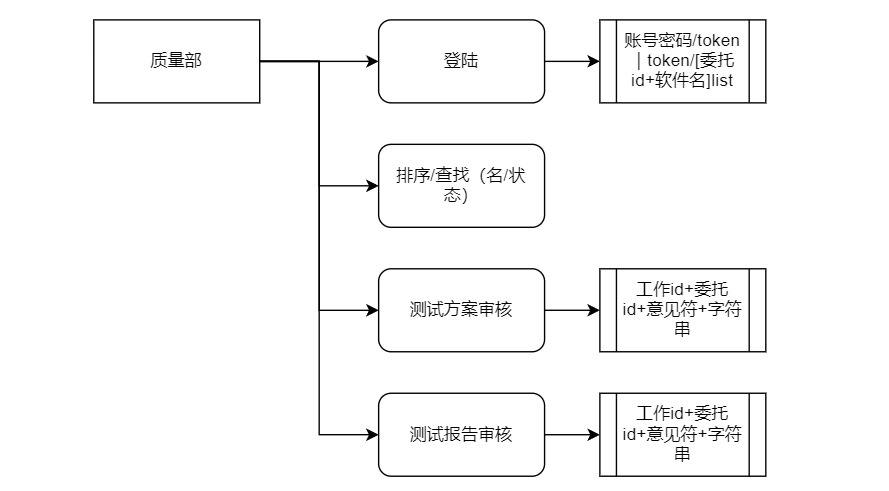 质量部
登陆
账号密码/token
| token/[委托
id+软件名]list
排序/查找（名/状
态）
测试方案审核
工作id+委托
id+意见符+字符
串
测试报告审核
工作id+委托
id+意见符+字符
串